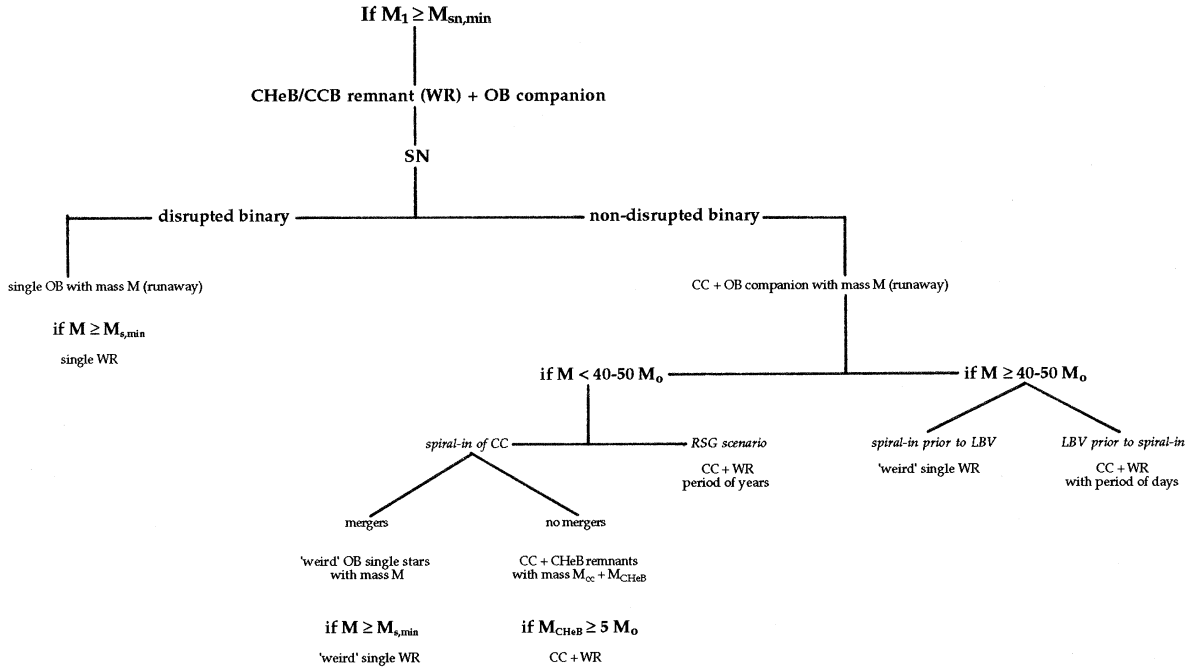 If M₁ ≥ Msn,min
CHeB/CCB remnant (WR) + OB companion
SN
disrupted binary
non-disrupted binary
single OB with mass M (runaway)
CC + OB companion with mass M (runaway)
if M ≥ Ms,min
single WR
if M < 40-50 Mo
if M ≥ 40-50 Mo
spiral-in of CC
RSG scenario
spiral-in prior to LBV
LBV prior to spiral-in
CC + WR
period of years
'weird' single WR
CC + WR
with period of days
mergers
no mergers
'weird' OB single stars
with mass M
CC + CHeB remnants
with mass Mcc + MCHeB
if M ≥ Ms,min
if MCHeB ≥ 5 Mo
'weird' single WR
CC + WR